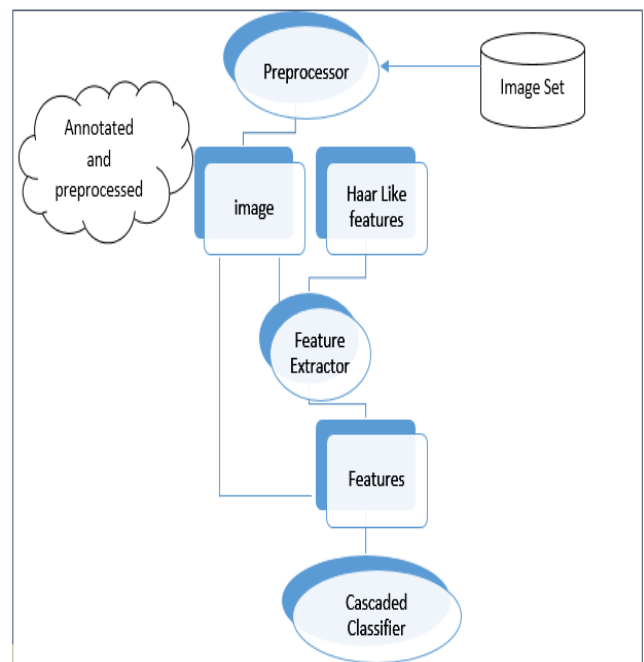 Preprocessor
Image Set
Annotated
and
preprocessed
image
Haar Like
features
Feature
Extractor
Features
Cascaded
Classifier